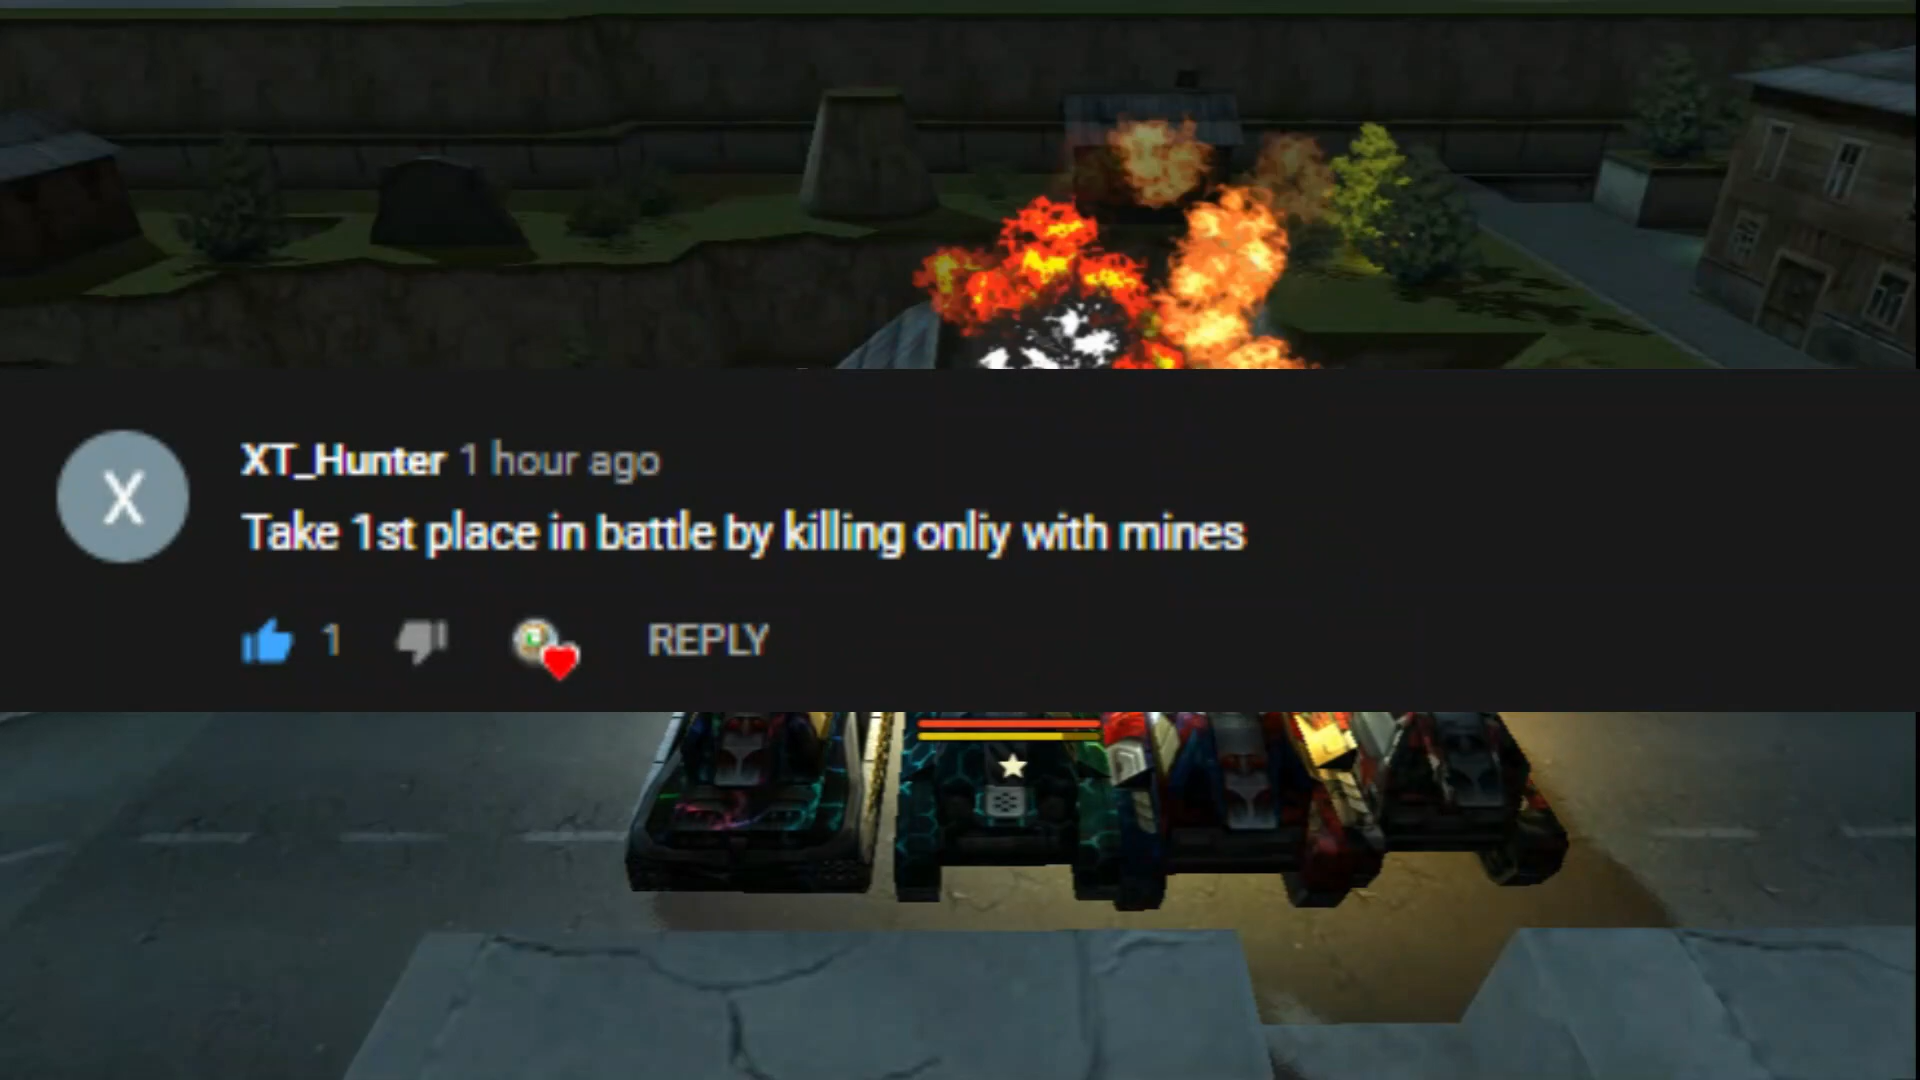 X
XT_Hunter 1 hour ago
Take 1st place in battle by killing onliy with mines
1
REPLY